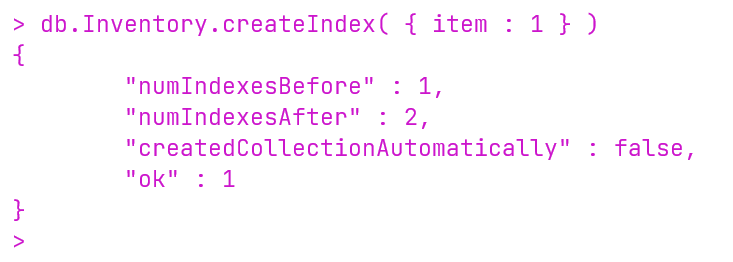 > db.Inventory.createIndex( { item : 1 } )
{
        "numIndexesBefore" : 1,
        "numIndexesAfter" : 2,
        "createdCollectionAutomatically" : false,
        "ok" : 1
}
>